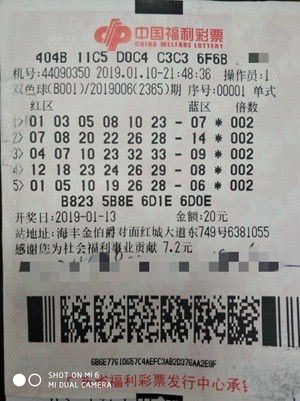 中国福利彩票
CHINA WELFARE LOTTERY
404B 11C5 D0C4 C3C3 6F6B
机号:44090350 2019.01.10-21:48:36 操作员:1
双色球(B001)/2019006(2365)期 序号:00001 单式
红区 蓝区 倍数
1>01 03 05 08 10 23 - 07 * 002
2>07 08 20 22 26 28 - 14 * 002
3>04 07 10 23 32 33 - 09 * 002
4>12 18 23 24 26 29 - 08 * 002
5>01 05 10 19 26 28 - 06 * 002
B823 5B8E 6D1E 6D0E
开奖日:2019-01-13 金额:20元
站地址:海丰金伯爵对面红城大道东749号6381055
感谢您为社会福利事业贡献 7.2元
6B6E7761D657C4AEFC3AB2D376AA2E9F
省福利彩票发行中心承
SHOT ON MI 6
MI DUAL CAMERA